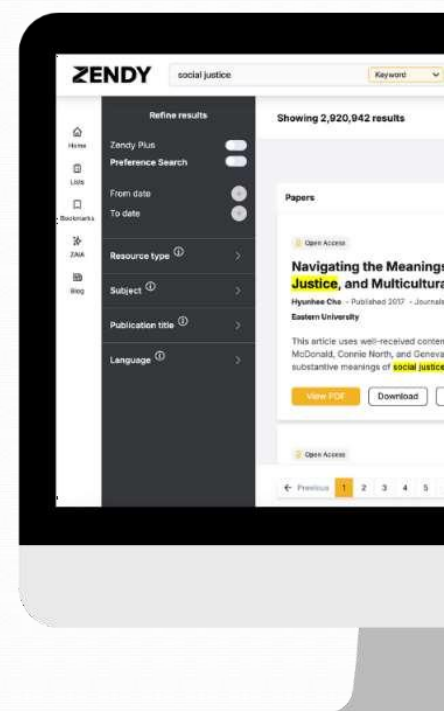 ZENDY
social justice
Keyword
Refine results
Zendy Plus
Preference Search
From date
To date
Resource type
Subject
Publication title
Language
Home
Lists
Bookmarks
ZAIA
Blog
Showing 2,920,942 results
Papers
Open Access
Navigating the Meanings
Justice, and Multicultura
Hyunhee Cho - Published 2017 - Journals
Eastern University
This article uses well-received conten
McDonald, Connie North, and Geneva
substantive meanings of social justice
View PDF
Download
Open Access
← Previous 1 2 3 4 5